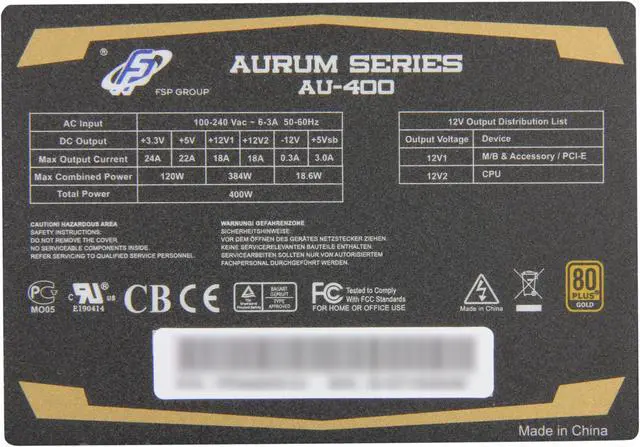 AURUM SERIES
AU-400
® FSP GROUP
AC Input 100-240 Vac ~ 6-3A 50-60Hz
DC Output +3.3V +5V +12V1 +12V2 -12V +5Vsb
Max Output Current 24A 22A 18A 18A 0.3A 3.0A
Max Combined Power 120W 384W 18.6W
Total Power 400W
12V Output Distribution List
Output Voltage Device
12V1 M/B & Accessory / PCI-E
12V2 CPU
CAUTION! HAZARDOUS AREA
SAFETY INSTRUCTIONS:
DO NOT REMOVE THE COVER.
NO SERVICEABLE COMPONENTS INSIDE.
REFER SERVICING TO QUALIFIED SERVICE PERSONNEL.
WARNUNG! GEFAHRENZONE
SICHERHEITSHINWEISE:
VOR DEM ÖFFNEN DES GERÄTES NETZSTECKER ZIEHEN.
KEINE SERVICERELEVANTEN BAUTEILE ENTHALTEN.
SERVICEARBEITEN SOLLTEN NUR VON AUTORISIERTEM
FACHPERSONAL DURCHGEFÜHRT WERDEN.
PG
MO05
c RU us
E190414
CB CE
TYPE
APPROVED
FC Tested to Comply
With FCC Standards
FOR HOME OR OFFICE USE
Made in China
80
PLUS
GOLD
Made in China